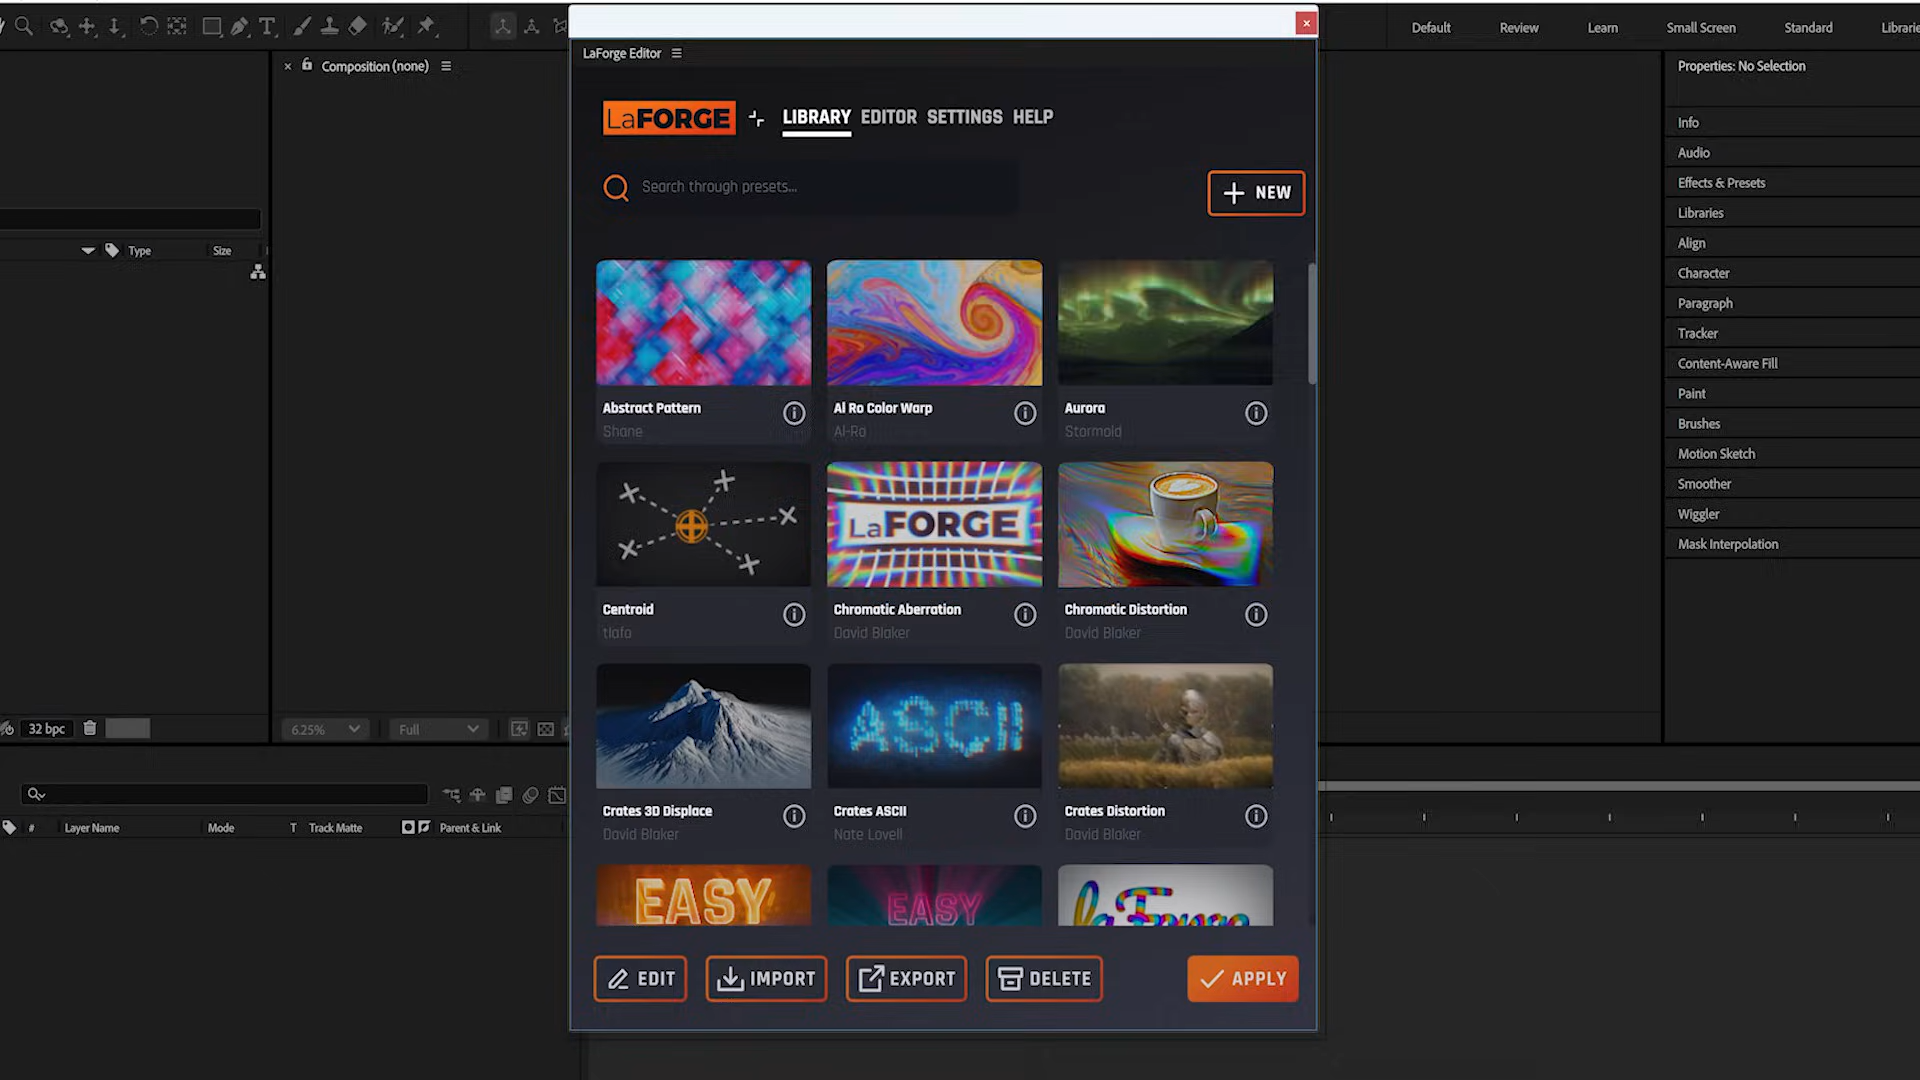 Default
Review
Learn
Small Screen
Standard
Librarie
LaForge Editor
Composition (none)
Properties: No Selection
LaFORGE
LIBRARY
EDITOR
SETTINGS
HELP
Search through presets...
NEW
Type
Size
Info
Audio
Effects & Presets
Libraries
Align
Character
Paragraph
Tracker
Content-Aware Fill
Paint
Brushes
Motion Sketch
Smoother
Wiggler
Mask Interpolation
Abstract Pattern
Shane
Al Ro Color Warp
Al-Ro
Aurora
Stormoid
LaFORGE
Centroid
tlafo
Chromatic Aberration
David Blaker
Chromatic Distortion
David Blaker
ASCII
Crates 3D Displace
David Blaker
Crates ASCII
Nate Lovell
Crates Distortion
David Blaker
32 bpc
6.25%
Full
# Layer Name
Mode
T Track Matte
Parent & Link
EASY
EASY
laForge
EDIT
IMPORT
EXPORT
DELETE
APPLY